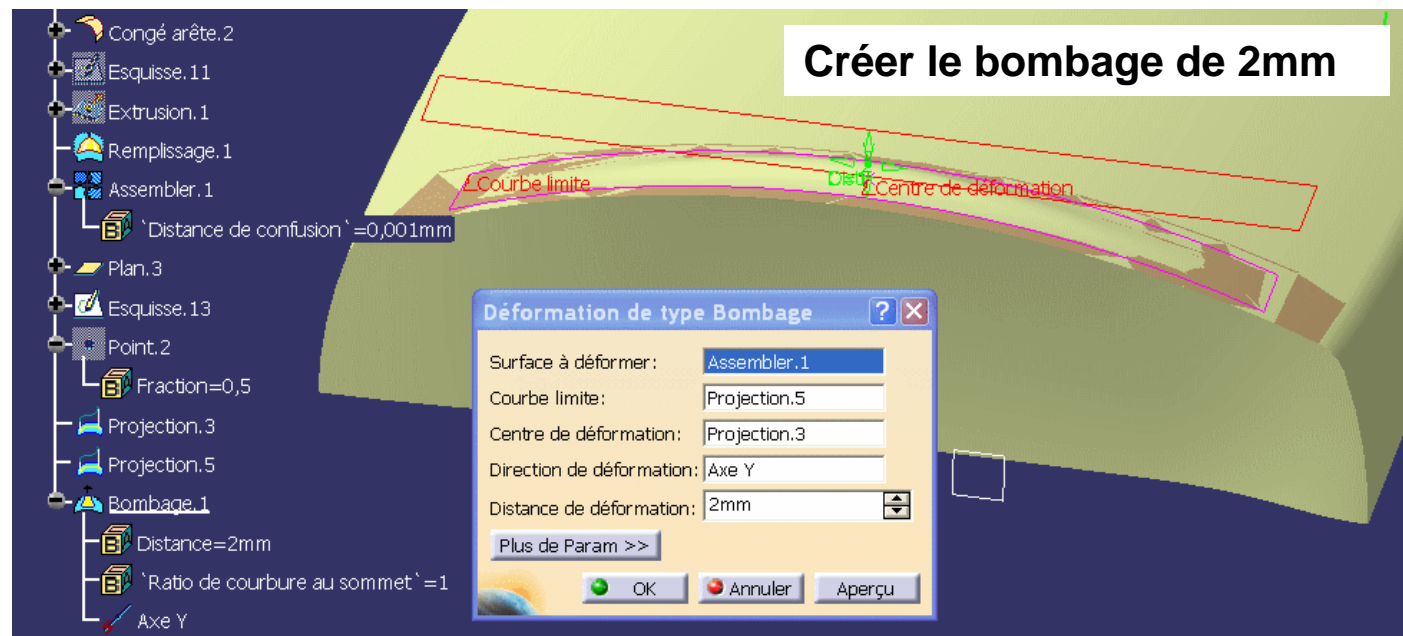 Congé arête.2
Créer le bombage de 2mm
Esquisse.11
Extrusion.1
Remplissage.1
Assembler.1
`Distance de confusion`=0,001mm
Plan.3
Esquisse.13
Point.2
Fraction=0,5
Projection.3
Projection.5
Bombage.1
Distance=2mm
`Ratio de courbure au sommet`=1
Axe Y
Courbe limite
Centre de déformation
Déformation de type Bombage
Surface à déformer: Assembler.1
Courbe limite: Projection.5
Centre de déformation: Projection.3
Direction de déformation: Axe Y
Distance de déformation: 2mm
Plus de Param >>
OK Annuler Aperçu